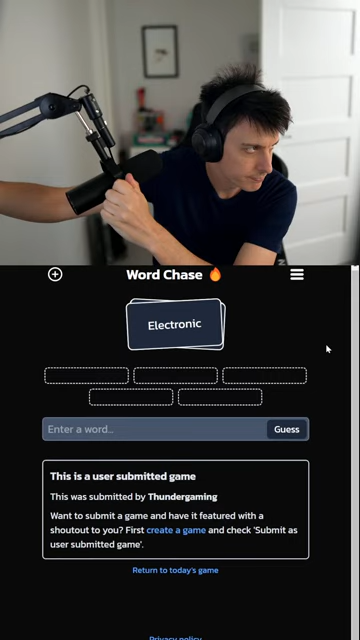 Word Chase 🔥
Electronic
Enter a word...
Guess
This is a user submitted game
This was submitted by Thundergaming
Want to submit a game and have it featured with a
shoutout to you? First create a game and check 'Submit as
user submitted game'.
Return to today's game
Privacy policy